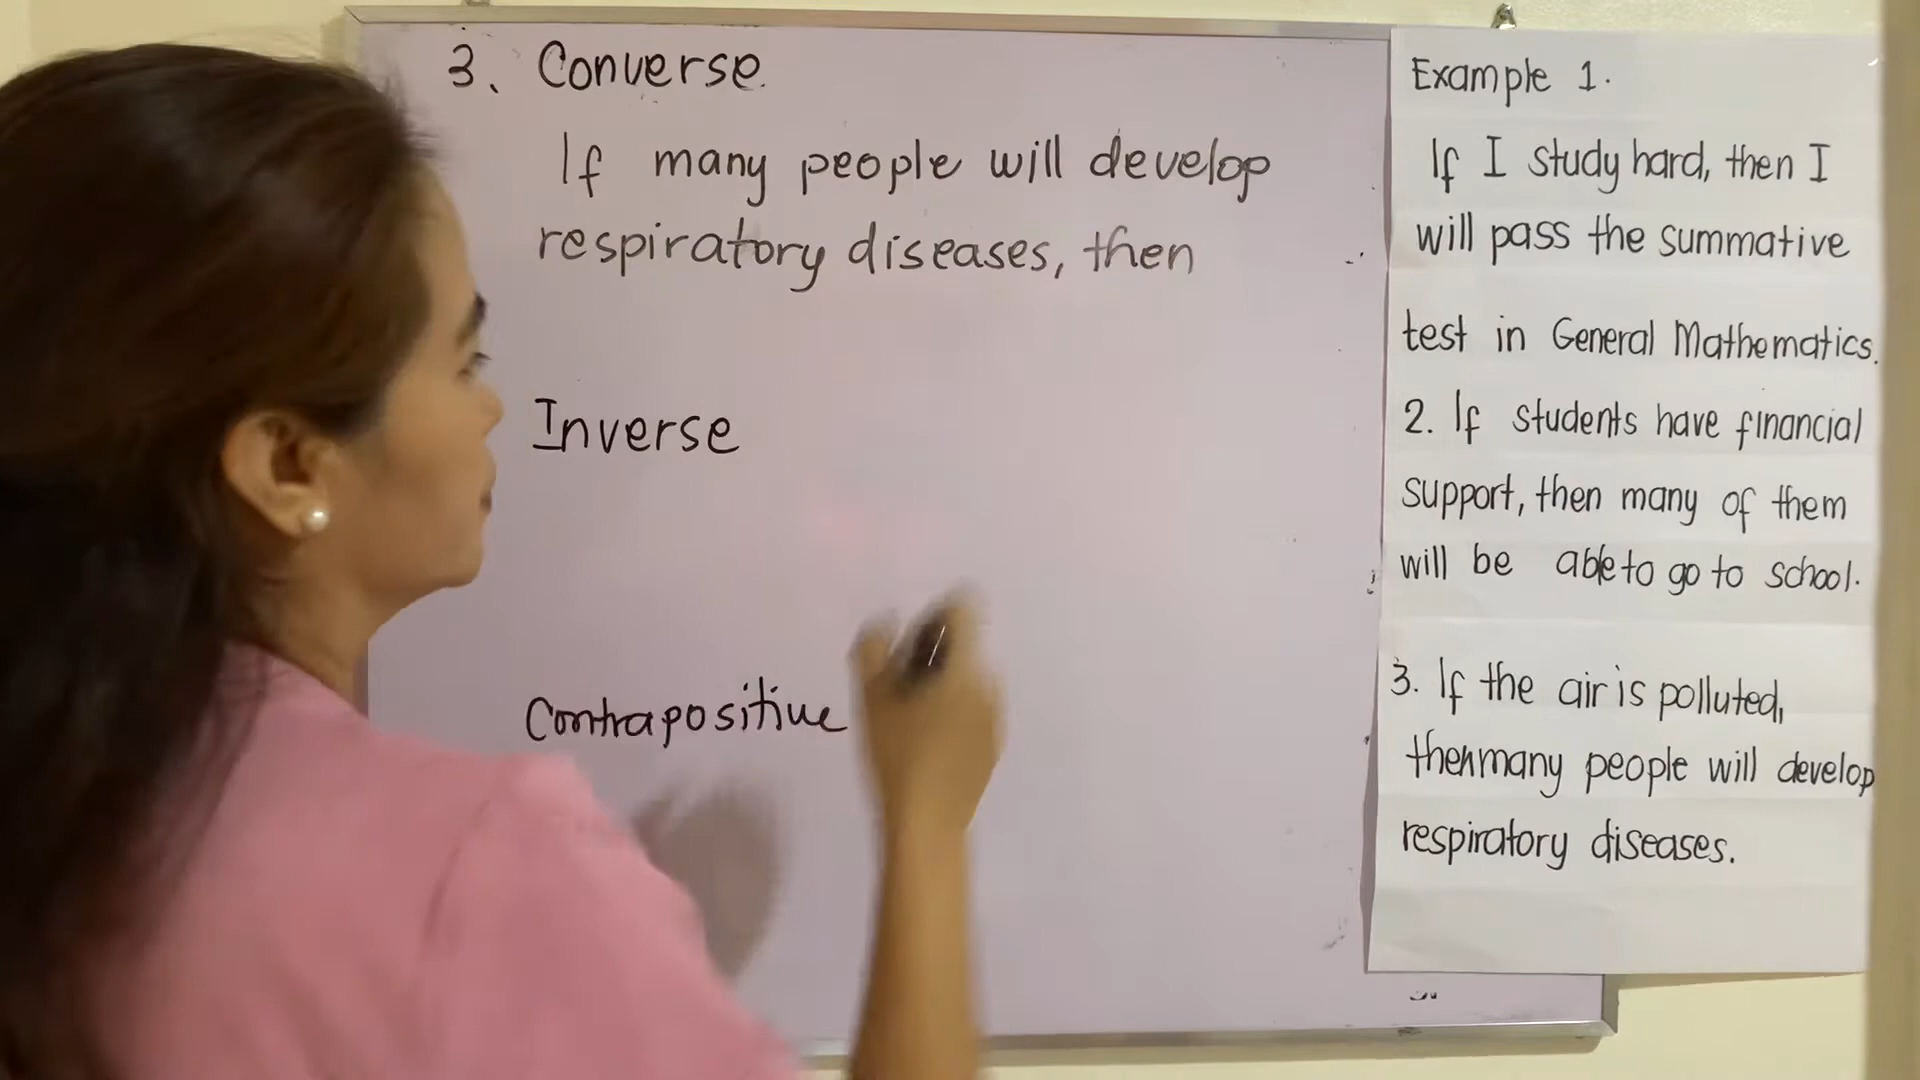 3. Converse
If many people will develop
respiratory diseases, then
Inverse
Contrapositive
Example 1.
If I study hard, then I
will pass the summative
test in General Mathematics.
2. If students have financial
support, then many of them
will be able to go to school.
3. If the air is polluted,
then many people will develop
respiratory diseases.